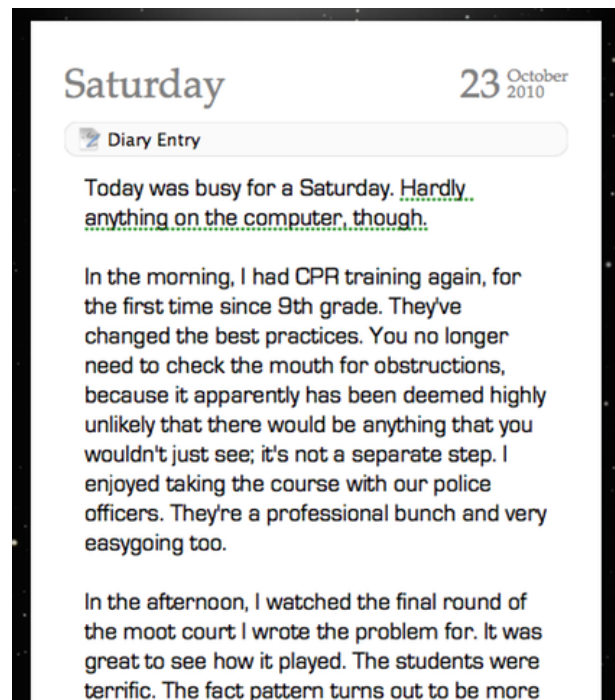 Saturday
23 October
2010
Diary Entry
Today was busy for a Saturday. Hardly
anything on the computer, though.
In the morning, I had CPR training again, for
the first time since 9th grade. They've
changed the best practices. You no longer
need to check the mouth for obstructions,
because it apparently has been deemed highly
unlikely that there would be anything that you
wouldn't just see; it's not a separate step. I
enjoyed taking the course with our police
officers. They're a professional bunch and very
easygoing too.
In the afternoon, I watched the final round of
the moot court I wrote the problem for. It was
great to see how it played. The students were
terrific. The fact pattern turns out to be more